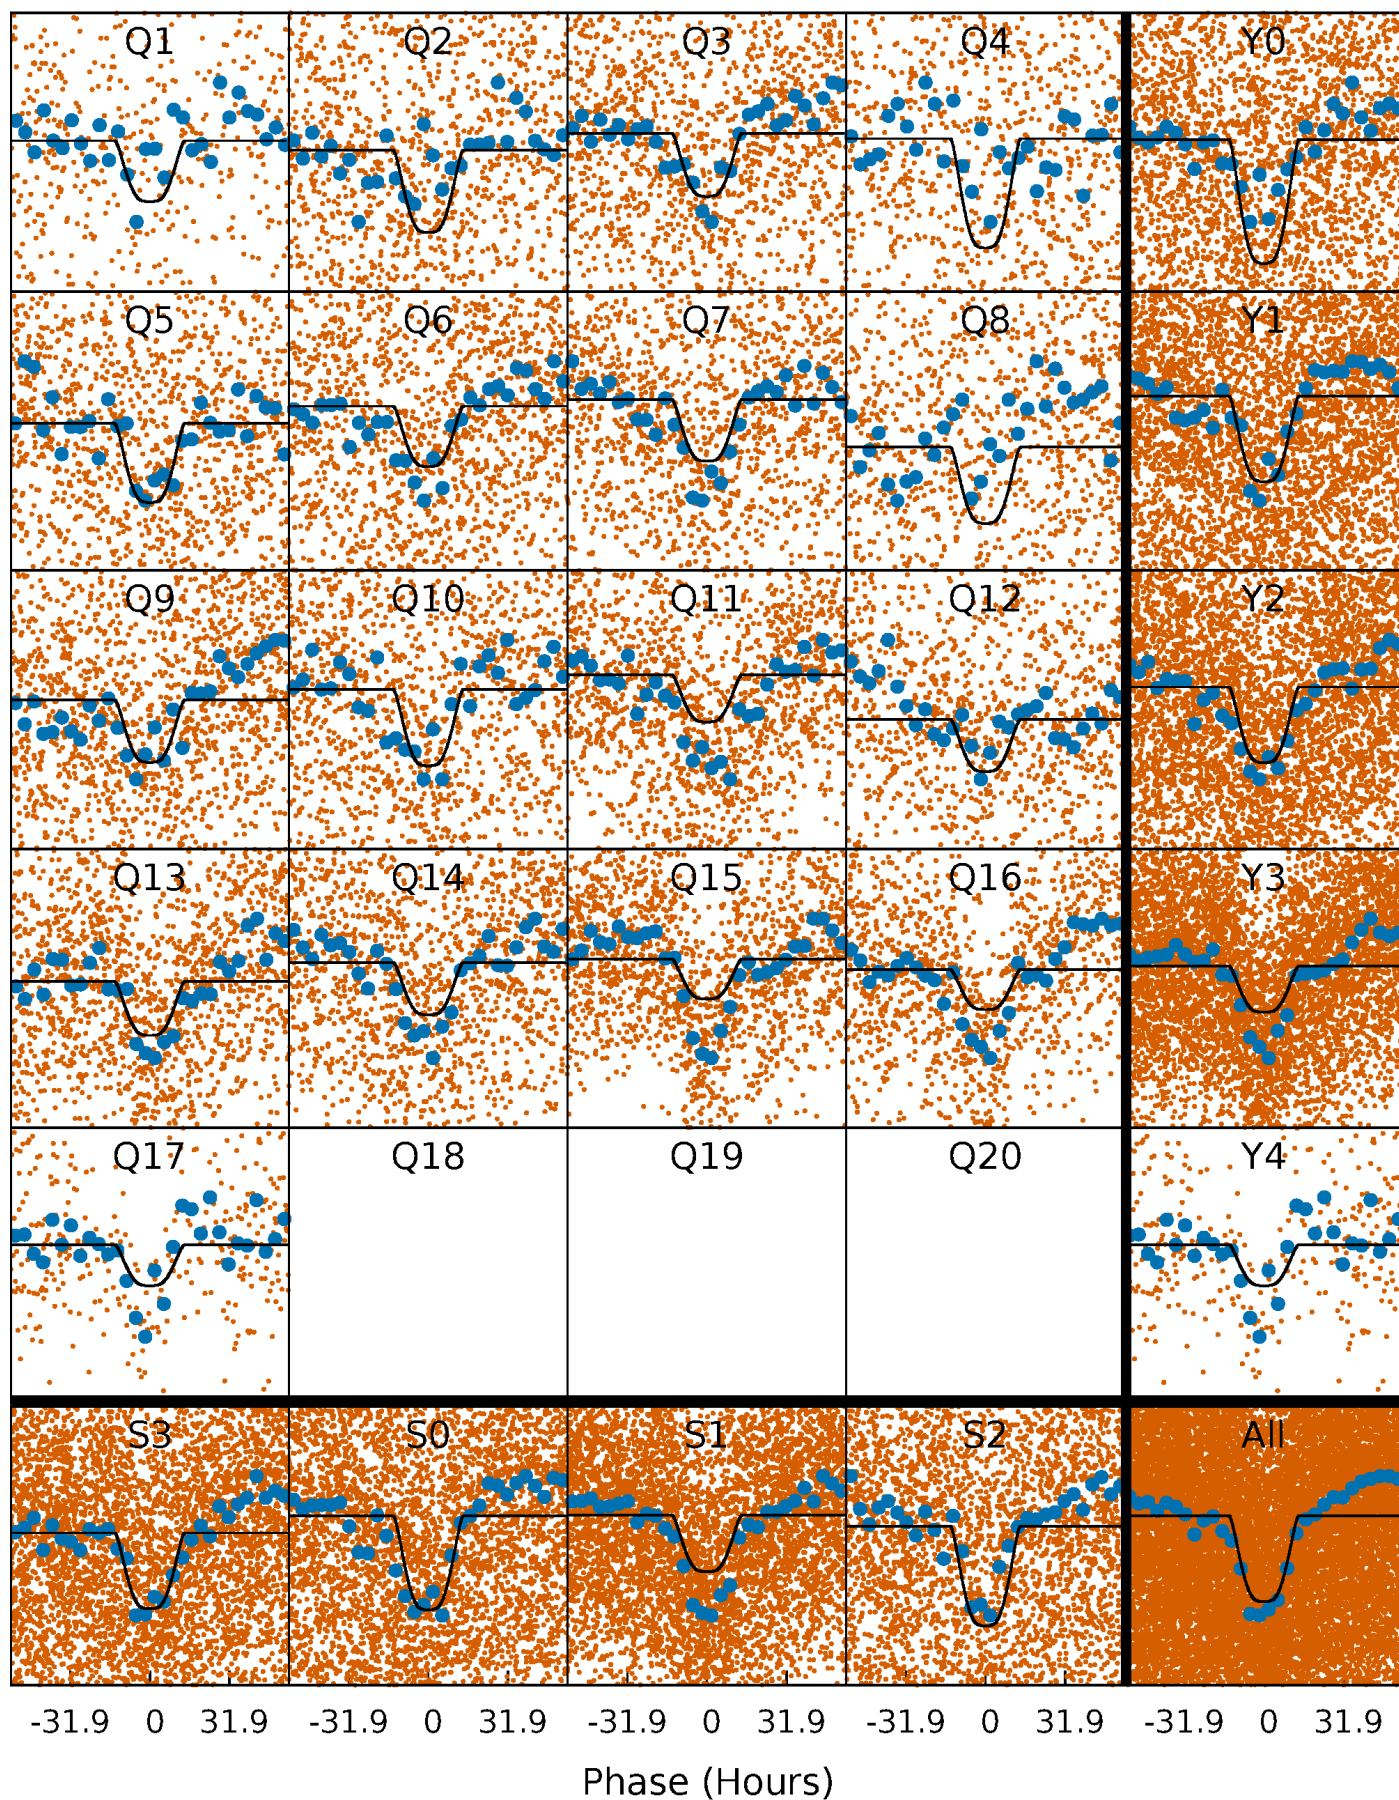 Q1 Q2 Q3 Q4 Y0
Q5 Q6 Q7 Q8 Y1
Q9 Q10 Q11 Q12 Y2
Q13 Q14 Q15 Q16 Y3
Q17 Q18 Q19 Q20 Y4
S3 S0 S1 S2 All
-31.9 0 31.9 -31.9 0 31.9 -31.9 0 31.9 -31.9 0 31.9 -31.9 0 31.9
Phase (Hours)